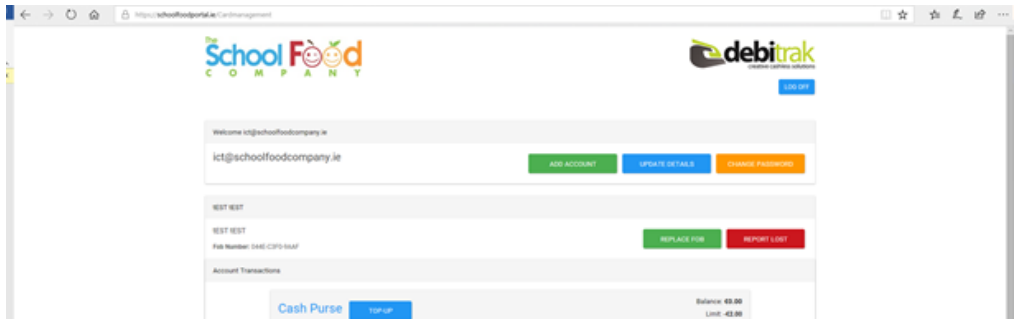 https://schoolfoodportal.ie/Cardmanagement
The
School Food
COMPANY
debitrak
creative cashless solutions
LOG OFF
Welcome ict@schoolfoodcompany.ie
ict@schoolfoodcompany.ie
ADD ACCOUNT
UPDATE DETAILS
CHANGE PASSWORD
tEST tEST
tEST tEST
REPLACE FOB
REPORT LOST
Fob Number:
Account Transactions
Cash Purse
TOP-UP
Balance: €0.00
Limit: -€3.00